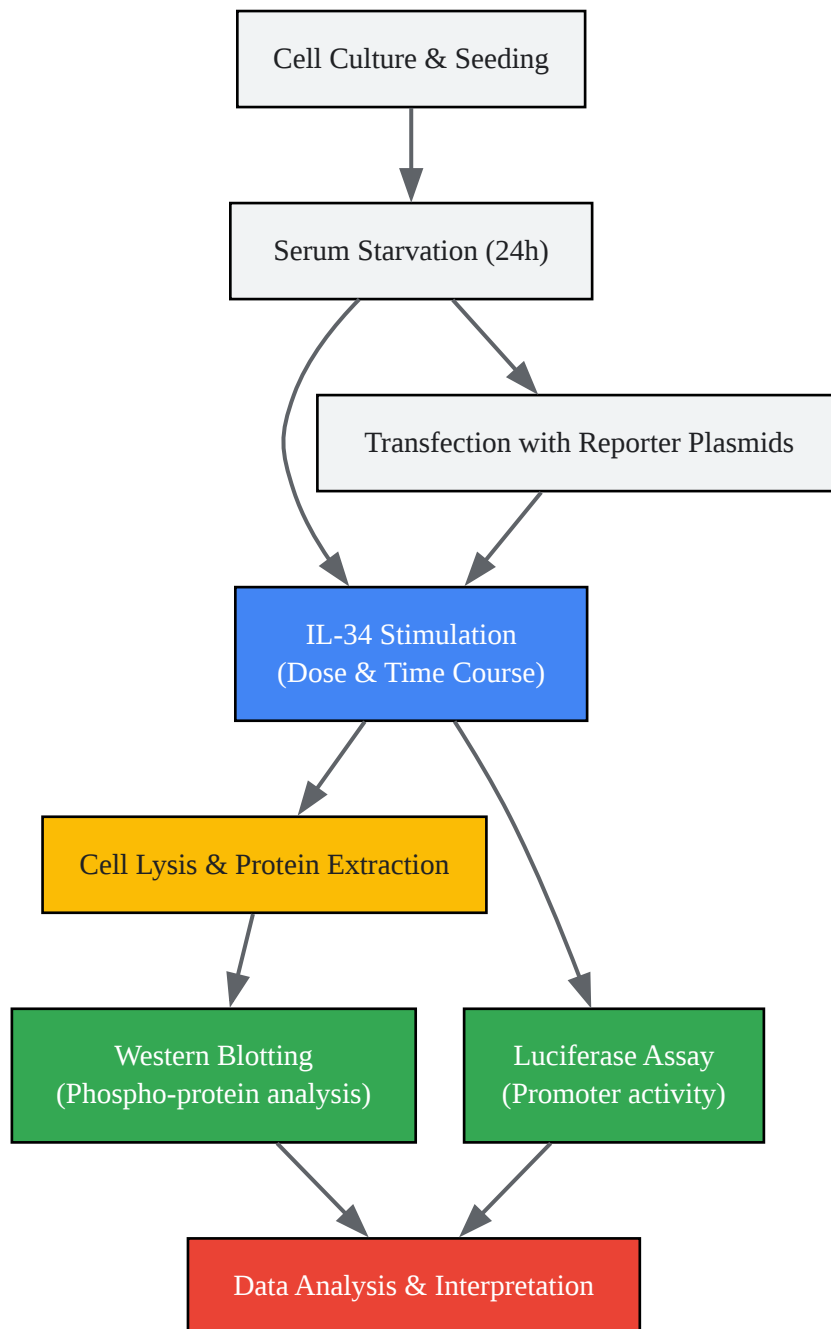 Cell Culture & Seeding
Serum Starvation (24h)
Transfection with Reporter Plasmids
IL-34 Stimulation
(Dose & Time Course)
Cell Lysis & Protein Extraction
Western Blotting
(Phospho-protein analysis)
Luciferase Assay
(Promoter activity)
Data Analysis & Interpretation